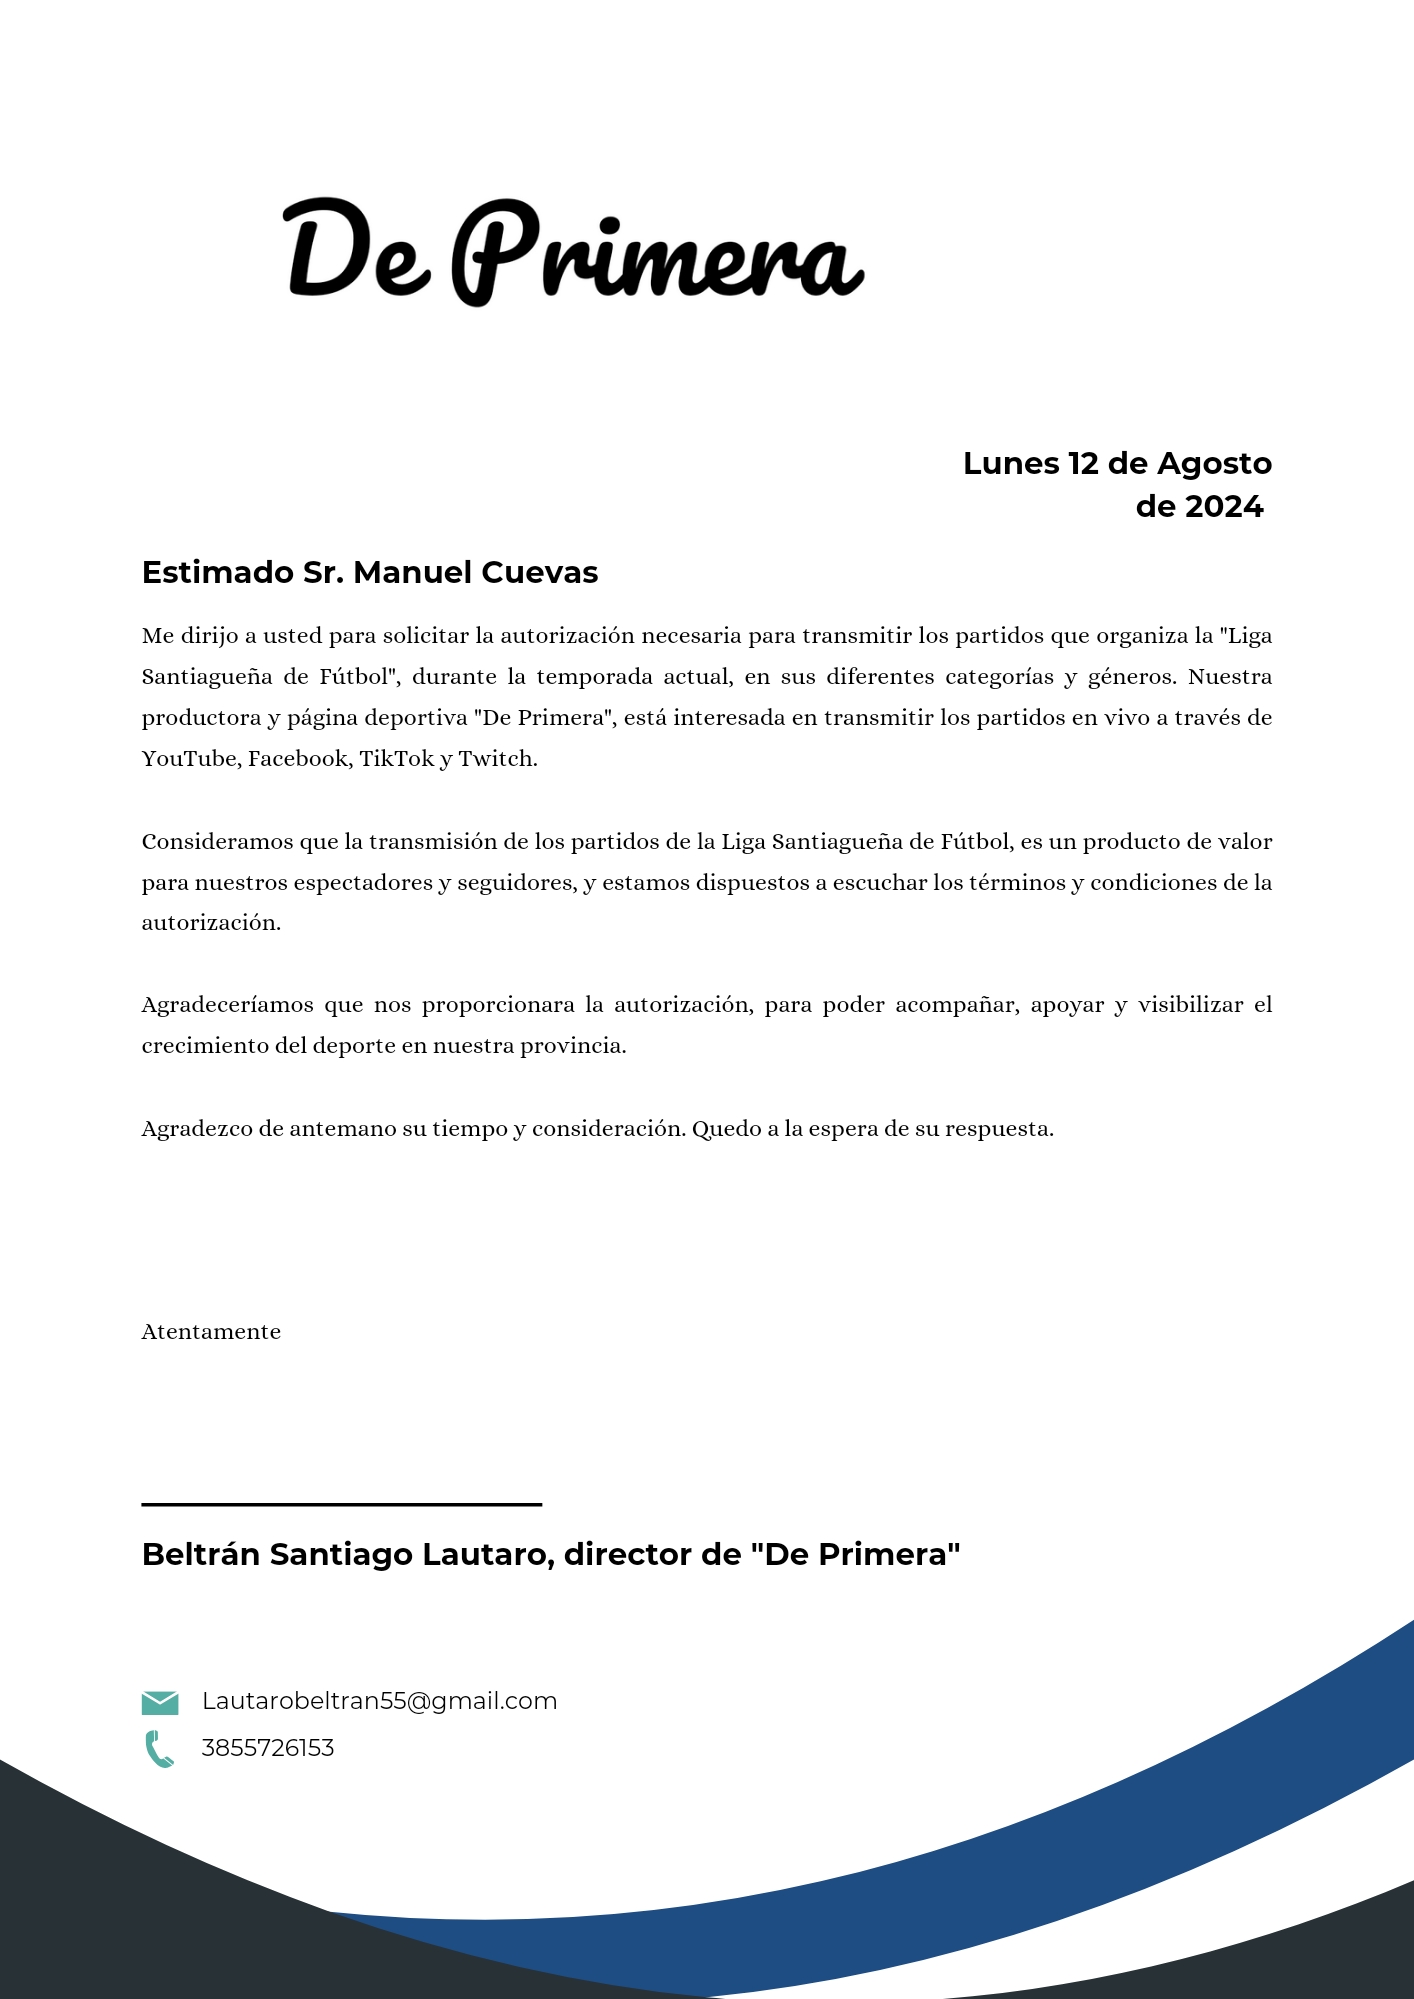 De Primera
Lunes 12 de Agosto
de 2024
Estimado Sr. Manuel Cuevas
Me dirijo a usted para solicitar la autorización necesaria para transmitir los partidos que organiza la "Liga
Santiagueña de Fútbol", durante la temporada actual, en sus diferentes categorías y géneros. Nuestra
productora y página deportiva "De Primera", está interesada en transmitir los partidos en vivo a través de
YouTube, Facebook, TikTok y Twitch.
Consideramos que la transmisión de los partidos de la Liga Santiagueña de Fútbol, es un producto de valor
para nuestros espectadores y seguidores, y estamos dispuestos a escuchar los términos y condiciones de la
autorización.
Agradeceríamos que nos proporcionara la autorización, para poder acompañar, apoyar y visibilizar el
crecimiento del deporte en nuestra provincia.
Agradezco de antemano su tiempo y consideración. Quedo a la espera de su respuesta.
Atentamente
Beltrán Santiago Lautaro, director de "De Primera"
Lautarobeltran55@gmail.com
3855726153